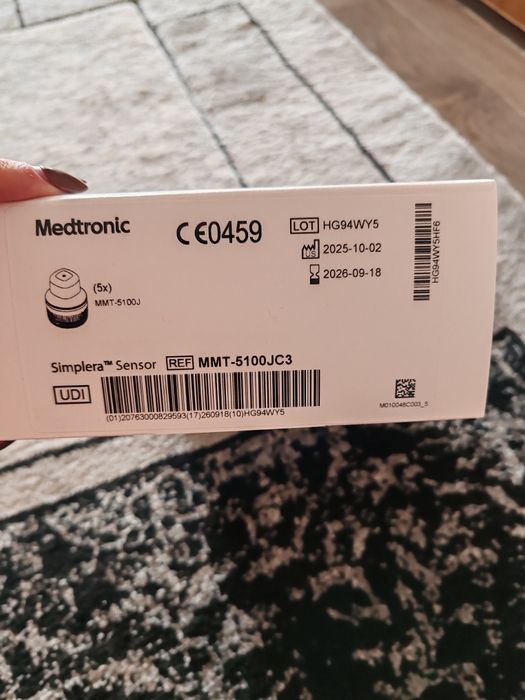 Medtronic
CE0459
LOT HG94WY5
US 2025-10-02
2026-09-18
HG94WY5HF6
(5x)
MMT-5100J
Simplera™ Sensor REF MMT-5100JC3
UDI
(01)20763000829593(17)260918(10)HG94WY5